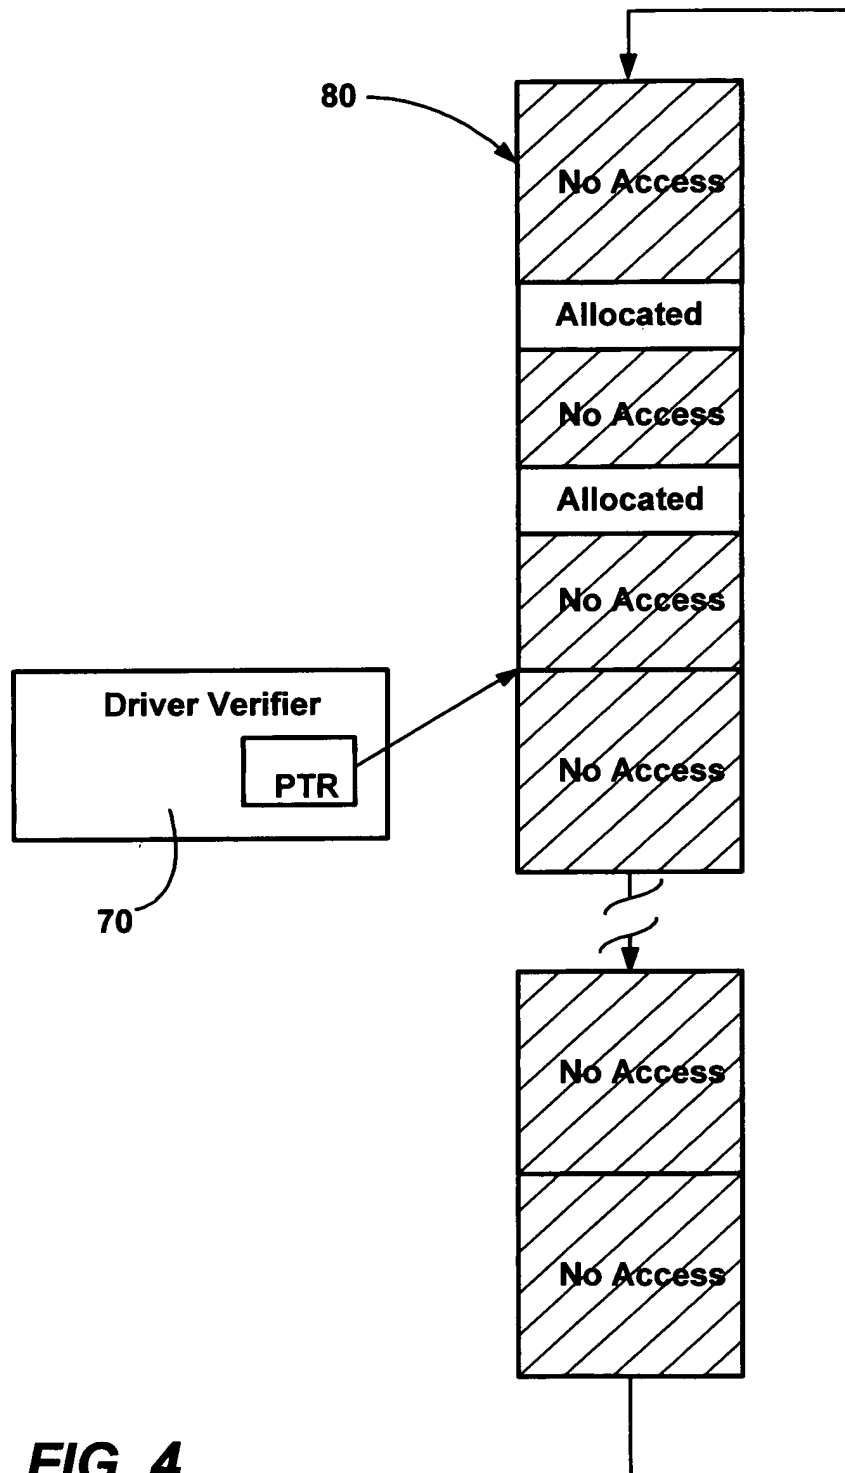 80
No Access
Allocated
No Access
Allocated
No Access
Driver Verifier
PTR
No Access
70
No Access
No Access
FIG. 4